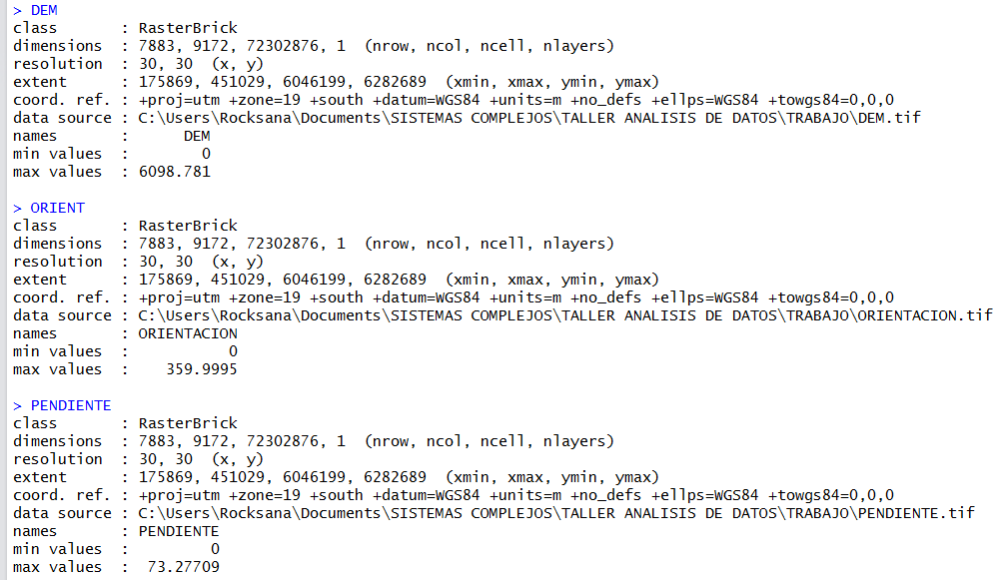 > DEM
class       : RasterBrick
dimensions  : 7883, 9172, 72302876, 1  (nrow, ncol, ncell, nlayers)
resolution  : 30, 30  (x, y)
extent      : 175869, 451029, 6046199, 6282689  (xmin, xmax, ymin, ymax)
coord. ref. : +proj=utm +zone=19 +south +datum=WGS84 +units=m +no_defs +ellps=WGS84 +towgs84=0,0,0
data source : C:\Users\Rocksana\Documents\SISTEMAS COMPLEJOS\TALLER ANALISIS DE DATOS\TRABAJO\DEM.tif
names       :      DEM
min values  :        0
max values  : 6098.781
> ORIENT
class       : RasterBrick
dimensions  : 7883, 9172, 72302876, 1  (nrow, ncol, ncell, nlayers)
resolution  : 30, 30  (x, y)
extent      : 175869, 451029, 6046199, 6282689  (xmin, xmax, ymin, ymax)
coord. ref. : +proj=utm +zone=19 +south +datum=WGS84 +units=m +no_defs +ellps=WGS84 +towgs84=0,0,0
data source : C:\Users\Rocksana\Documents\SISTEMAS COMPLEJOS\TALLER ANALISIS DE DATOS\TRABAJO\ORIENTACION.tif
names       : ORIENTACION
min values  :           0
max values  :    359.9995
> PENDIENTE
class       : RasterBrick
dimensions  : 7883, 9172, 72302876, 1  (nrow, ncol, ncell, nlayers)
resolution  : 30, 30  (x, y)
extent      : 175869, 451029, 6046199, 6282689  (xmin, xmax, ymin, ymax)
coord. ref. : +proj=utm +zone=19 +south +datum=WGS84 +units=m +no_defs +ellps=WGS84 +towgs84=0,0,0
data source : C:\Users\Rocksana\Documents\SISTEMAS COMPLEJOS\TALLER ANALISIS DE DATOS\TRABAJO\PENDIENTE.tif
names       : PENDIENTE
min values  :         0
max values  :  73.27709